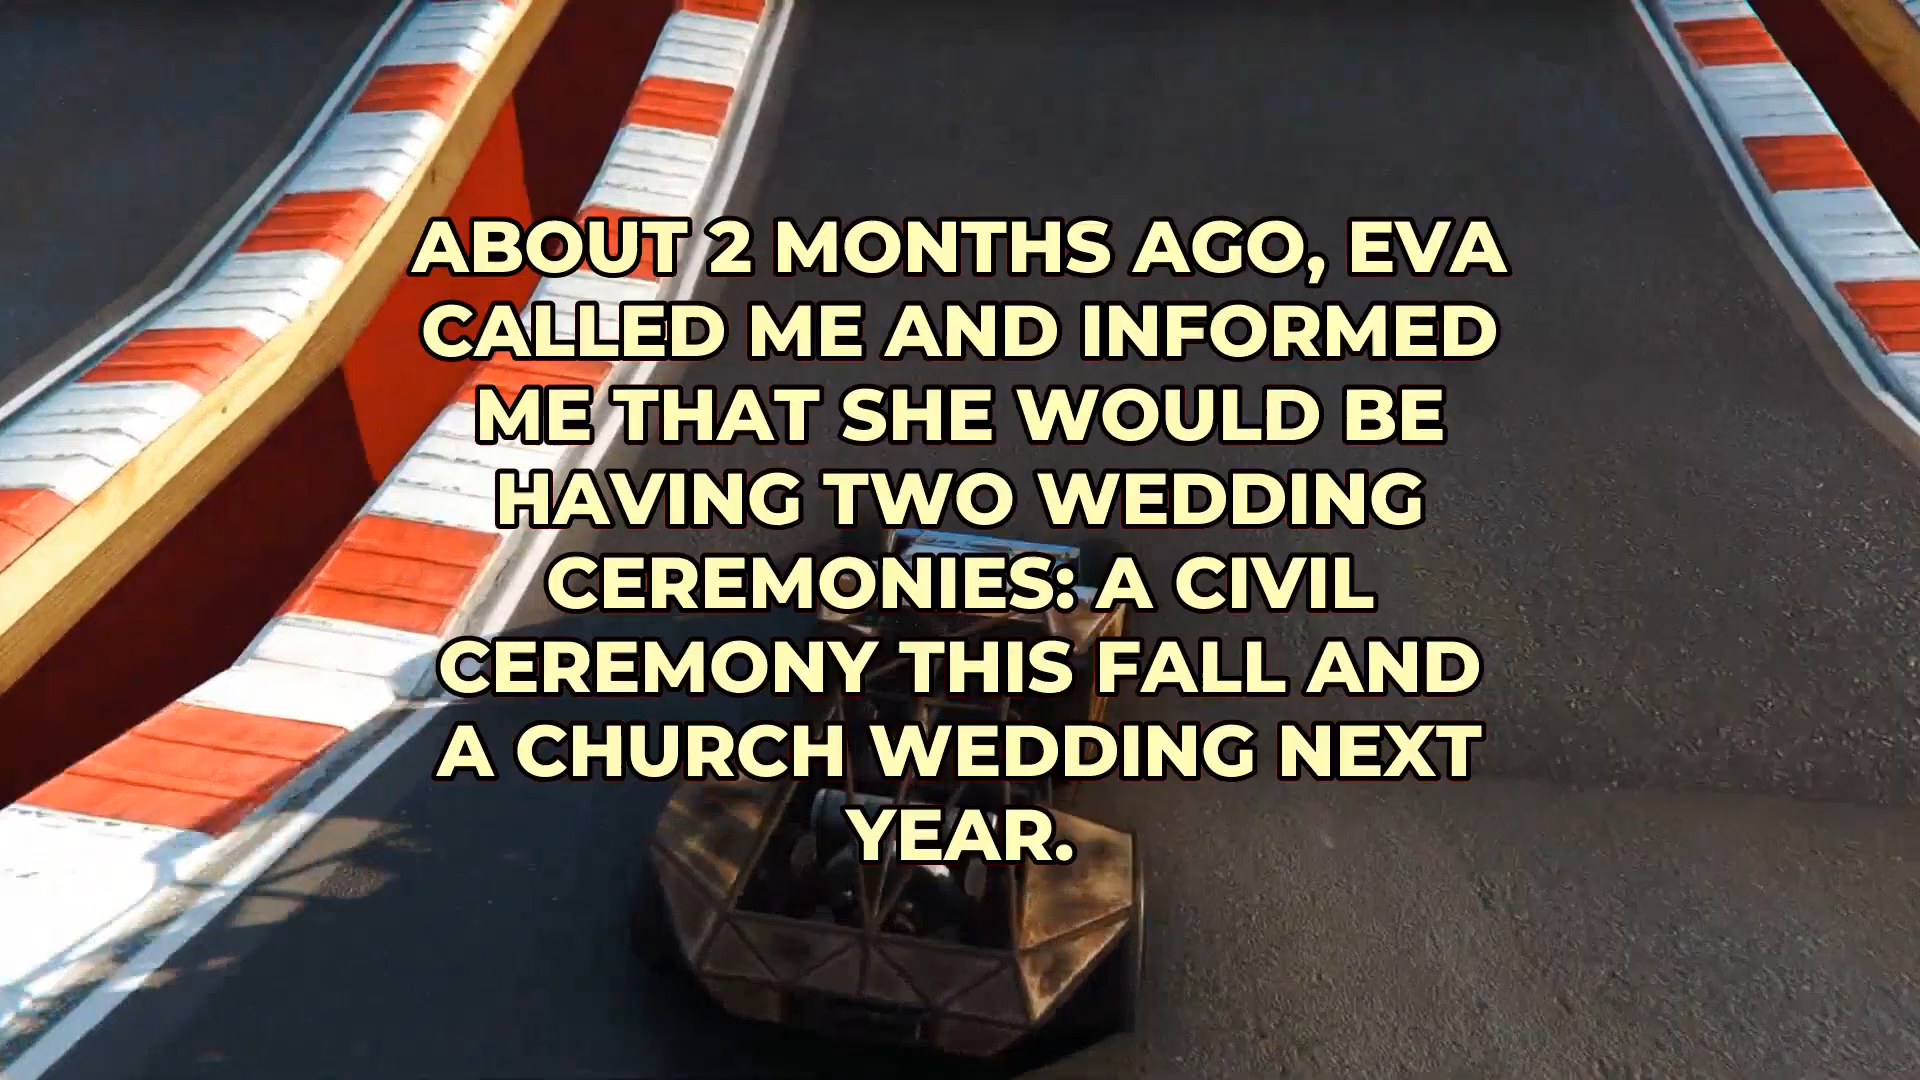 ABOUT 2 MONTHS AGO, EVA
CALLED ME AND INFORMED
ME THAT SHE WOULD BE
HAVING TWO WEDDING
CEREMONIES: A CIVIL
CEREMONY THIS FALL AND
A CHURCH WEDDING NEXT
YEAR.